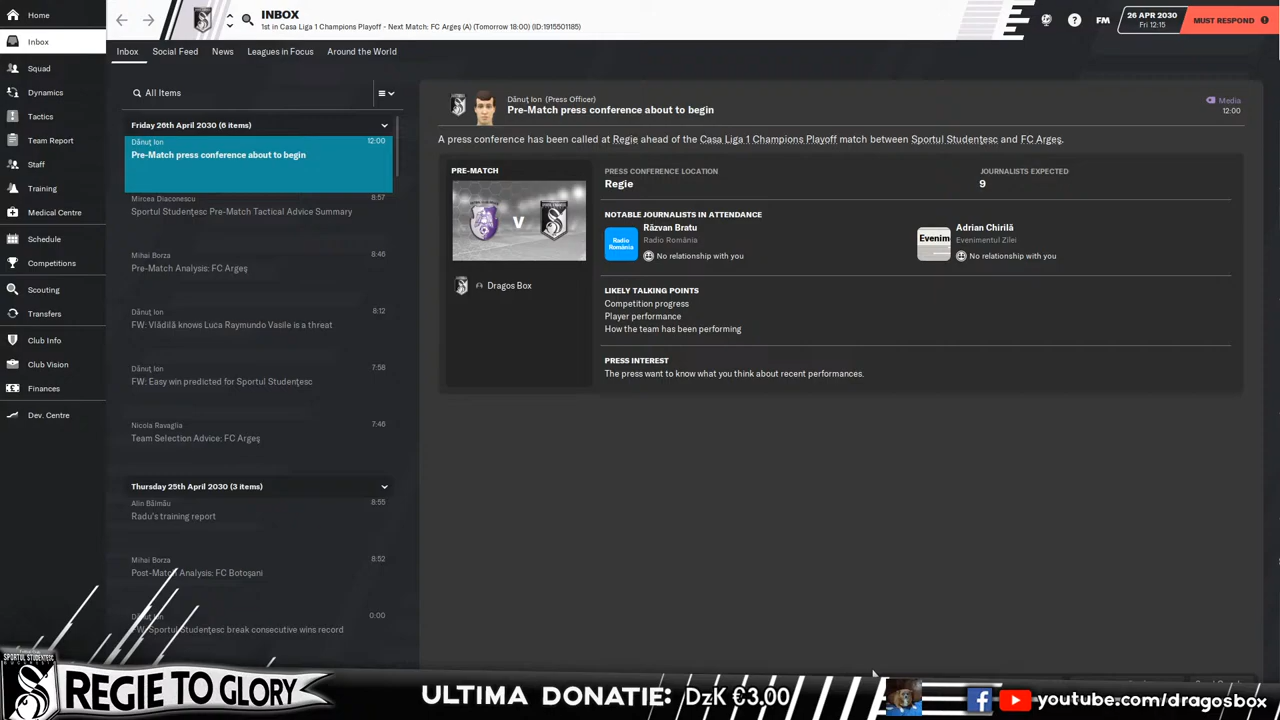 Home
Inbox
Squad
Dynamics
Tactics
Team Report
Staff
Training
Medical Centre
Schedule
Competitions
Scouting
Transfers
Club Info
Club Vision
Finances
Dev. Centre
INBOX
1st in Casa Liga 1 Champions Playoff - Next Match: FC Argeş (A) (Tomorrow 18:00) (ID:1915501185)
FM
26 APR 2030
Fri 12:15
MUST RESPOND
Inbox
Social Feed
News
Leagues in Focus
Around the World
All Items
Friday 26th April 2030 (6 items)
Dănuţ Ion
12:00
Pre-Match press conference about to begin
Mircea Diaconescu
8:57
Sportul Studenţesc Pre-Match Tactical Advice Summary
Mihai Borza
8:46
Pre-Match Analysis: FC Argeş
Dănuţ Ion
8:12
FW: Vlădilă knows Luca Raymundo Vasile is a threat
Dănuţ Ion
7:58
FW: Easy win predicted for Sportul Studenţesc
Nicola Ravaglia
7:46
Team Selection Advice: FC Argeş
Thursday 25th April 2030 (3 items)
Alin Bălmău
8:55
Radu's training report
Mihai Borza
8:52
Post-Match Analysis: FC Botoşani
Dănuţ Ion
0:00
FW: Sportul Studenţesc break consecutive wins record
Dănuţ Ion (Press Officer)
Pre-Match press conference about to begin
Media
12:00
A press conference has been called at Regie ahead of the Casa Liga 1 Champions Playoff match between Sportul Studenţesc and FC Argeş.
PRE-MATCH
V
Dragos Box
PRESS CONFERENCE LOCATION
Regie
JOURNALISTS EXPECTED
9
NOTABLE JOURNALISTS IN ATTENDANCE
Radio România
Răzvan Bratu
Radio România
No relationship with you
Evenim
Adrian Chirilă
Evenimentul Zilei
No relationship with you
LIKELY TALKING POINTS
Competition progress
Player performance
How the team has been performing
PRESS INTEREST
The press want to know what you think about recent performances.
SPORTUL STUDENTESC
REGIE TO GLORY
ULTIMA DONATIE: DzK €3.00
youtube.com/dragosbox